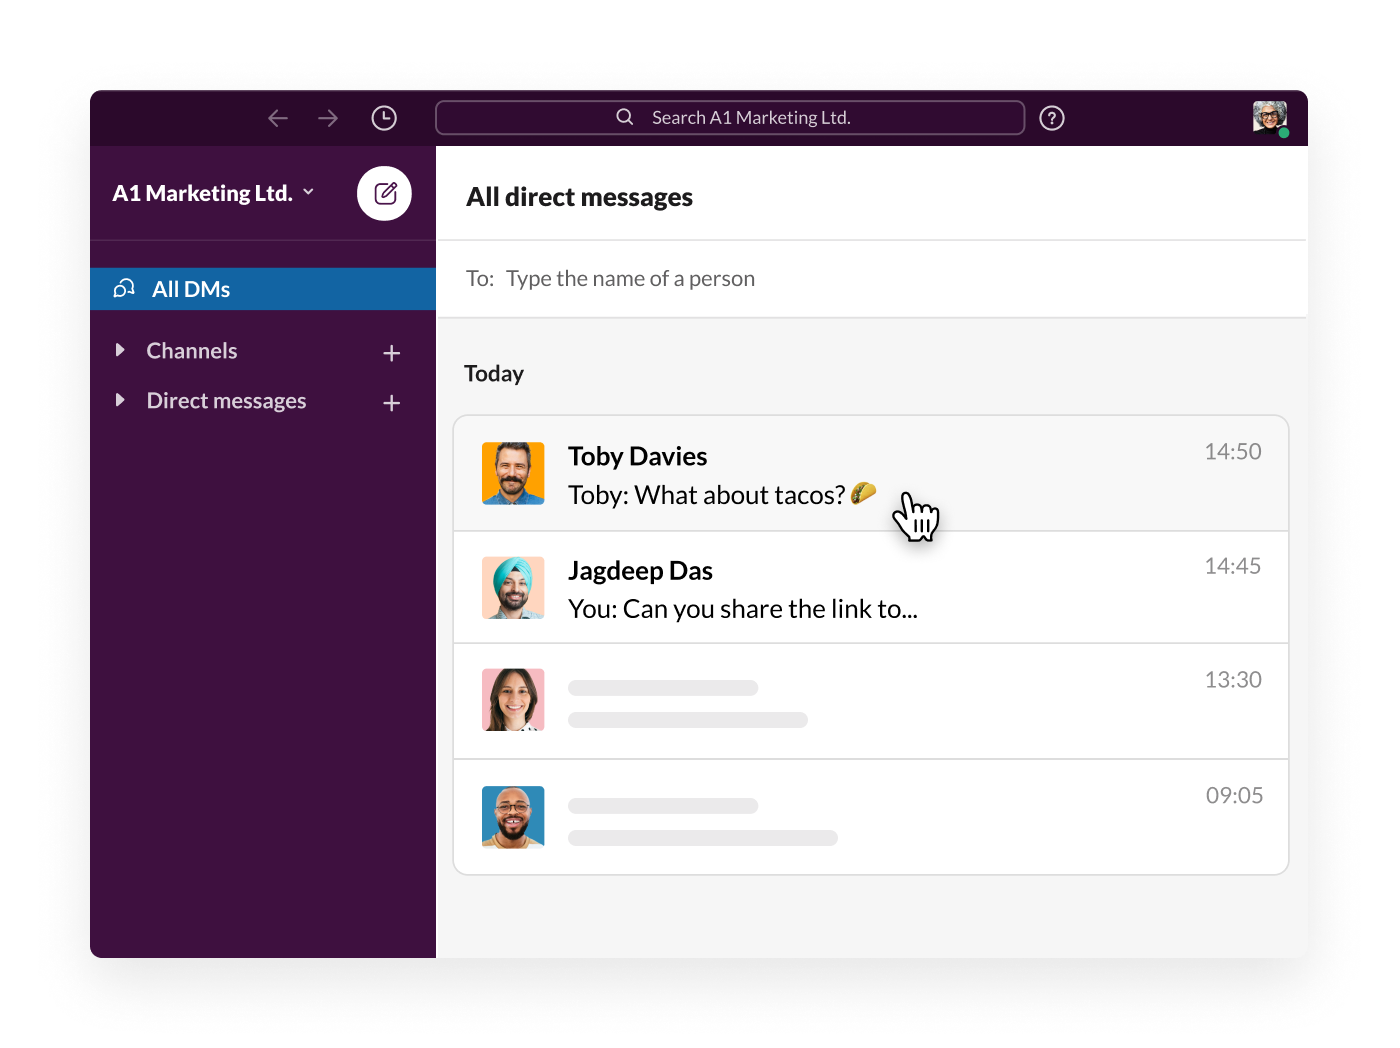 Search A1 Marketing Ltd.
A1 Marketing Ltd.
All DMs
Channels
Direct messages
All direct messages
To: Type the name of a person
Today
Toby Davies
14:50
Toby: What about tacos? 🌮
Jagdeep Das
14:45
You: Can you share the link to...
13:30
09:05